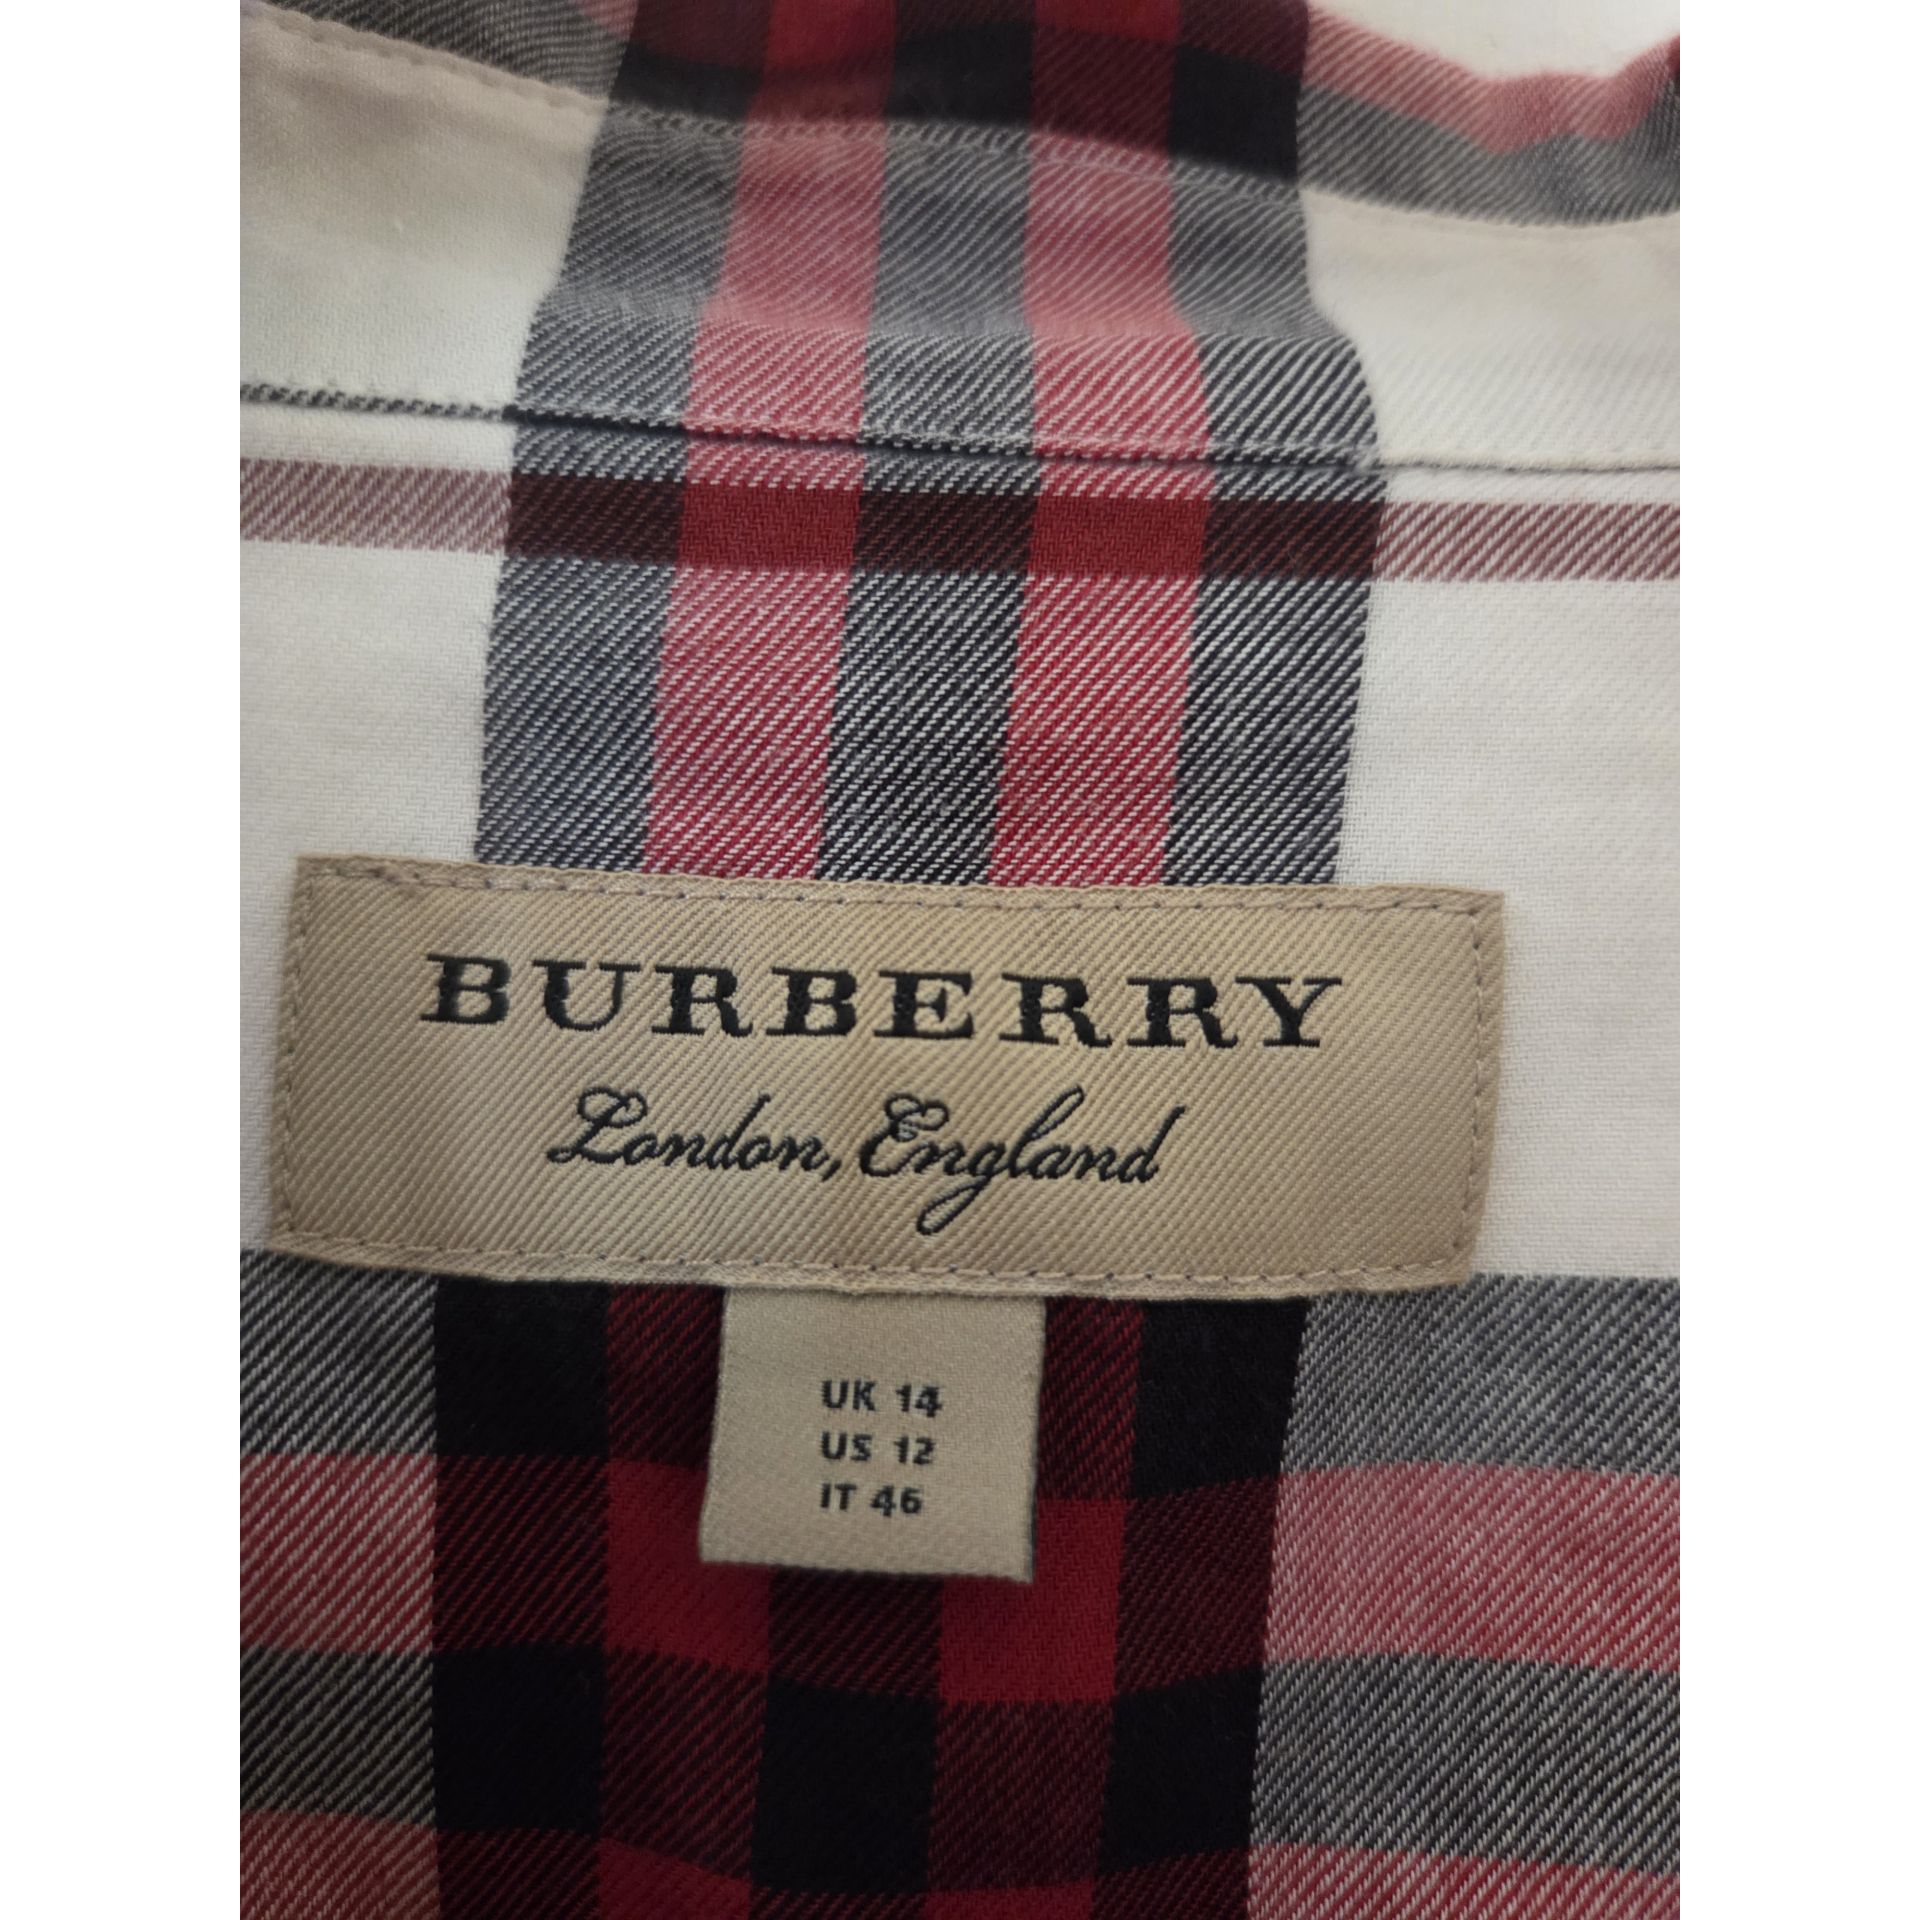 BURBERRY
London, England
UK 14
US 12
IT 46